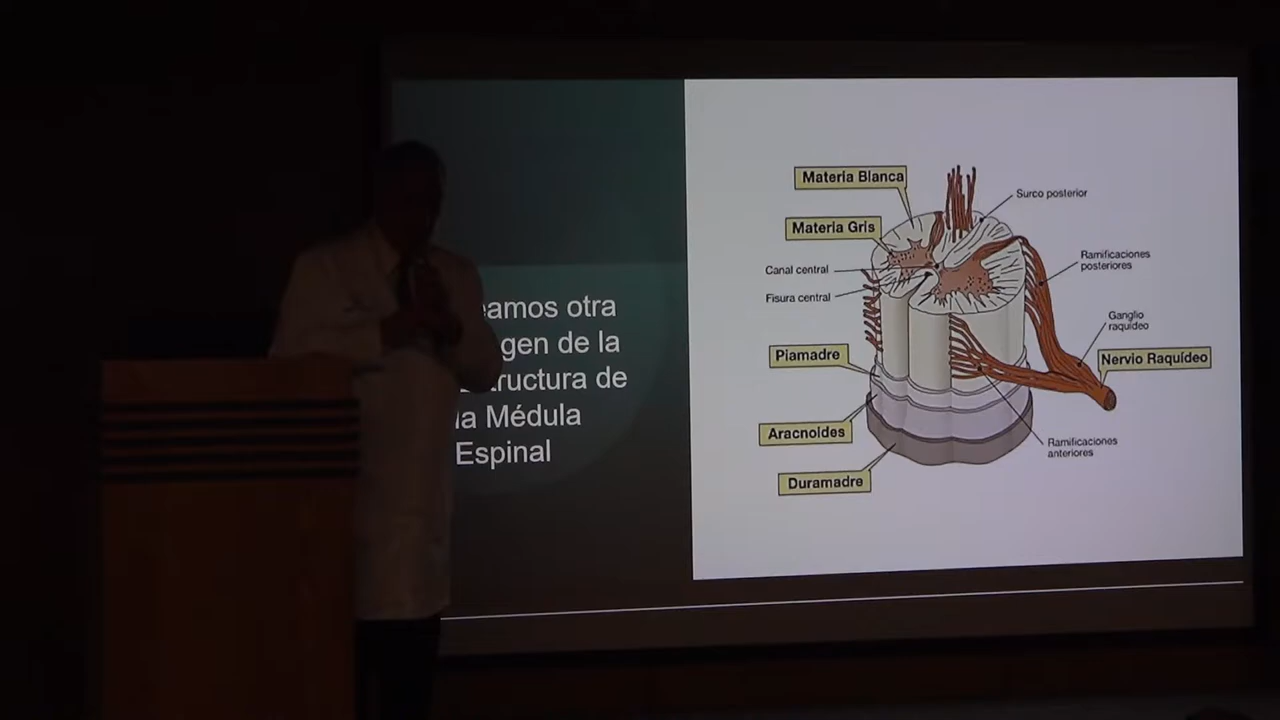 amos otra
gen de la
tructura de
la Médula
Espinal
Materia Blanca
Surco posterior
Materia Gris
Ramificaciones
posteriores
Canal central
Fisura central
Ganglio
raquídeo
Piamadre
Nervio Raquídeo
Aracnoides
Ramificaciones
anteriores
Duramadre